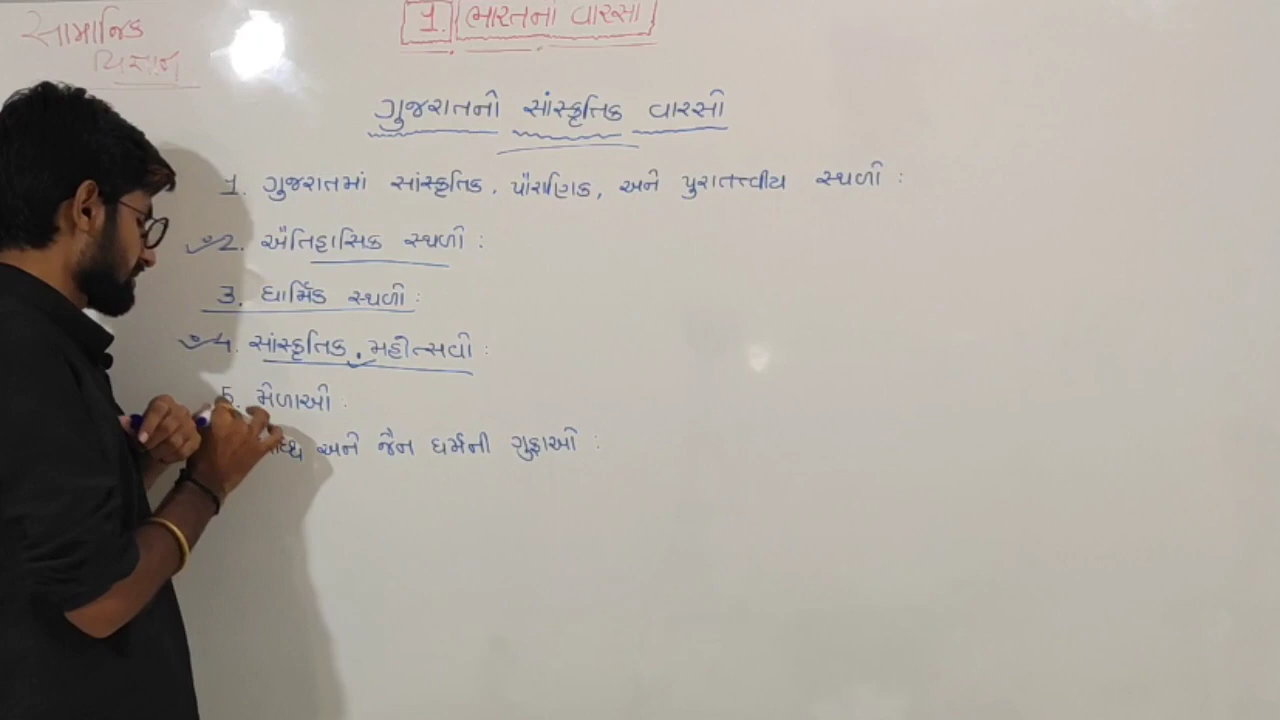 સામાજિક
વિજ્ઞાન
1. ભારતનો વારસો
ગુજરાતનો સાંસ્કૃતિક વારસો
1. ગુજરાતમાં સાંસ્કૃતિક, પૌરાણિક, અને પુરાતત્ત્વીય સ્થળો :
2. ઐતિહાસિક સ્થળો :
3. ધાર્મિક સ્થળો :
4. સાંસ્કૃતિક મહોત્સવો :
5. મેળાઓ :
અને જૈન ધર્મની ગુફાઓ :